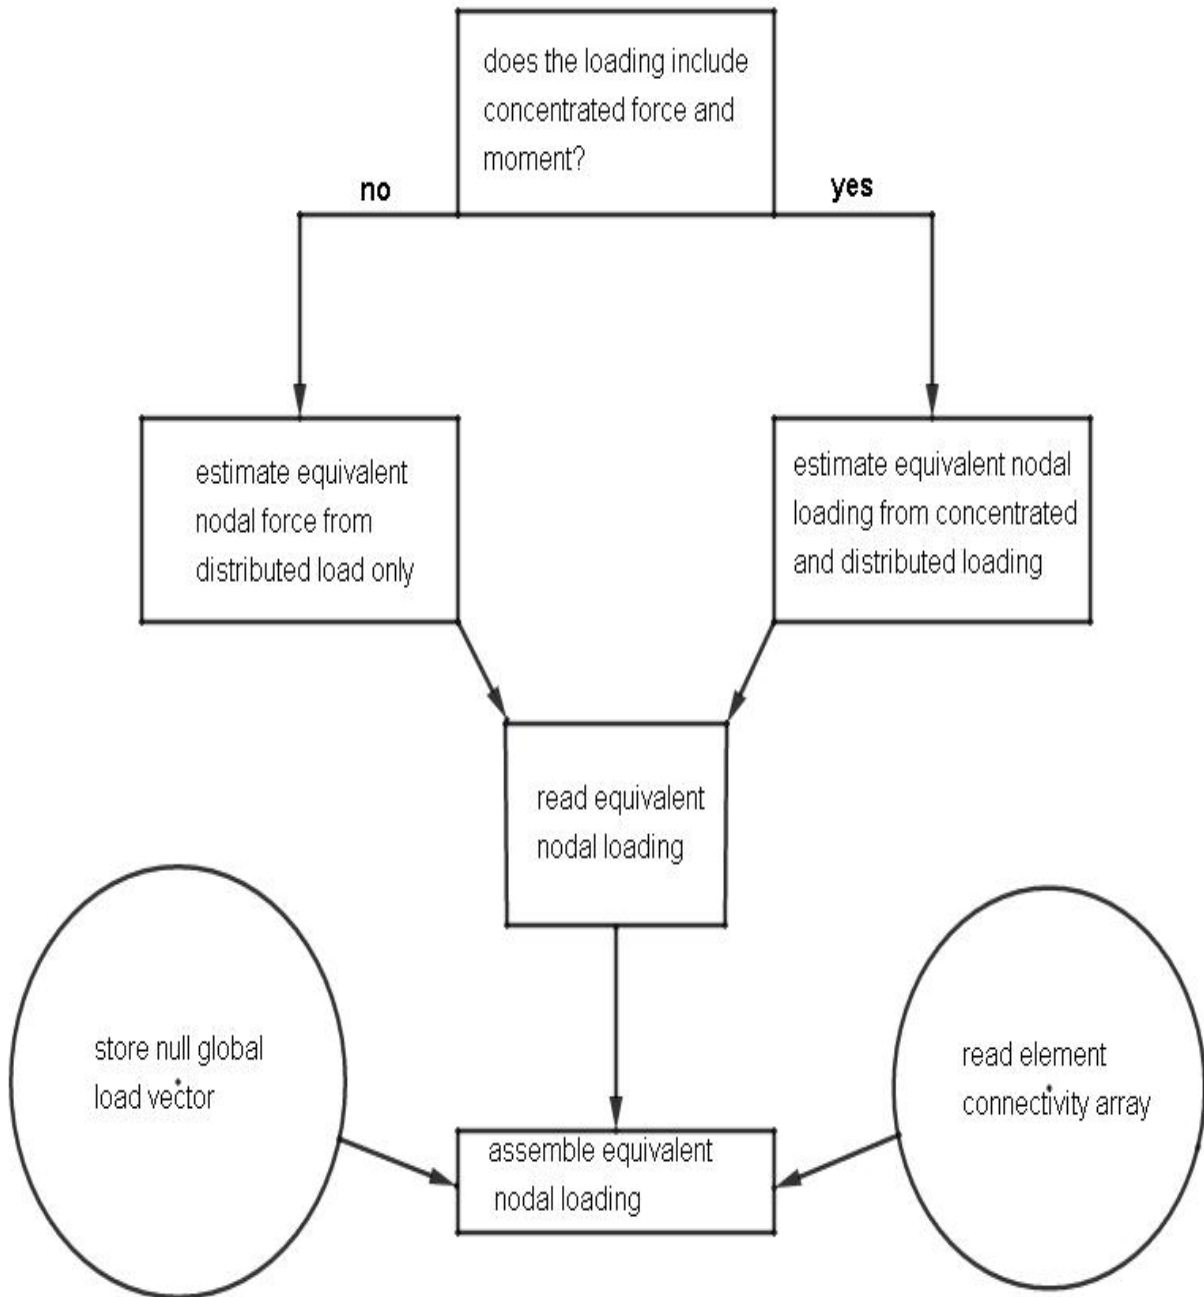 does the loading include
concentrated force and
moment?
no
yes
estimate equivalent
nodal force from
distributed load only
estimate equivalent nodal
loading from concentrated
and distributed loading
read equivalent
nodal loading
store null global
load vector
read element
connectivity array
assemble equivalent
nodal loading